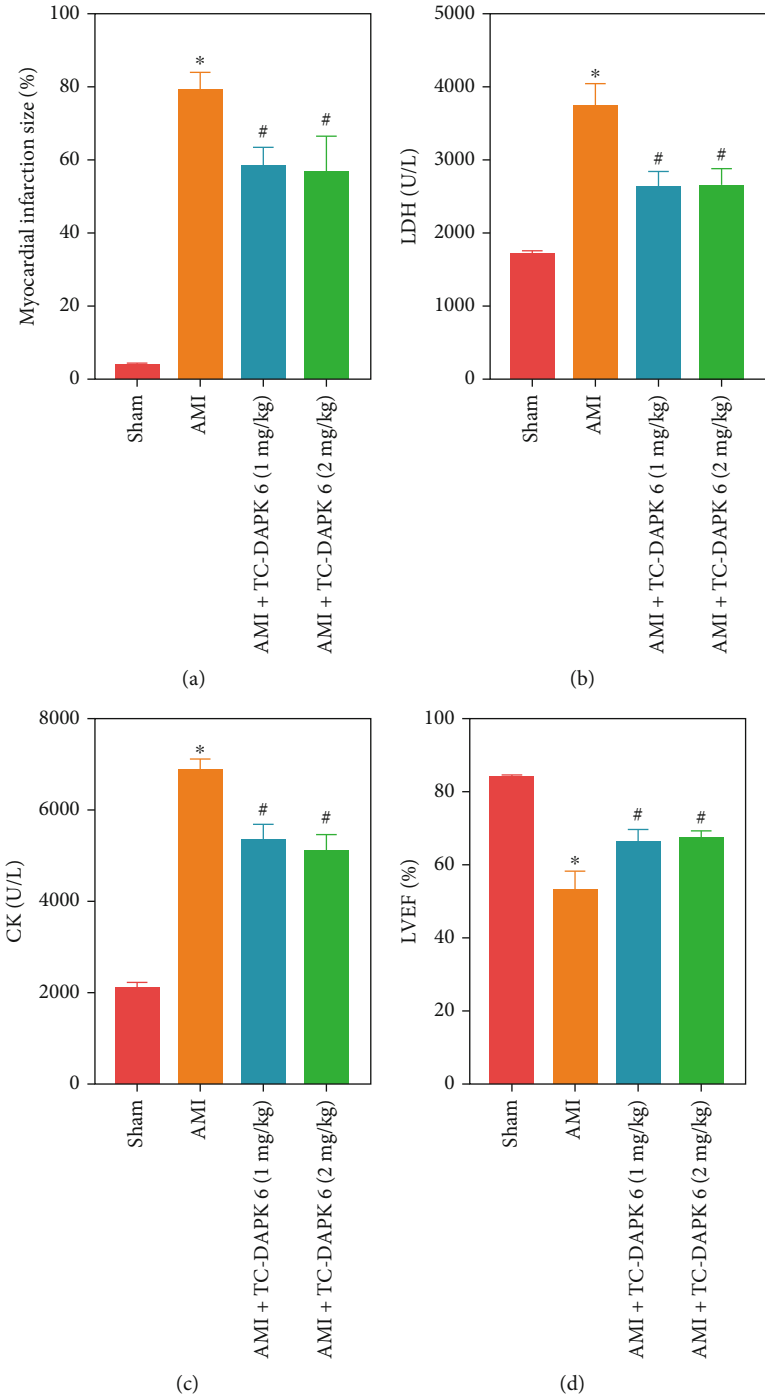 100
80
60
40
20
0
Myocardial infarction size (%)
*
#
#
Sham
AMI
AMI + TC-DAPK 6 (1 mg/kg)
AMI + TC-DAPK 6 (2 mg/kg)
(a)
5000
4000
3000
2000
1000
0
LDH (U/L)
*
#
#
Sham
AMI
AMI + TC-DAPK 6 (1 mg/kg)
AMI + TC-DAPK 6 (2 mg/kg)
(b)
8000
6000
4000
2000
0
CK (U/L)
*
#
#
Sham
AMI
AMI + TC-DAPK 6 (1 mg/kg)
AMI + TC-DAPK 6 (2 mg/kg)
(c)
100
80
60
40
20
0
LVEF (%)
*
#
#
Sham
AMI
AMI + TC-DAPK 6 (1 mg/kg)
AMI + TC-DAPK 6 (2 mg/kg)
(d)